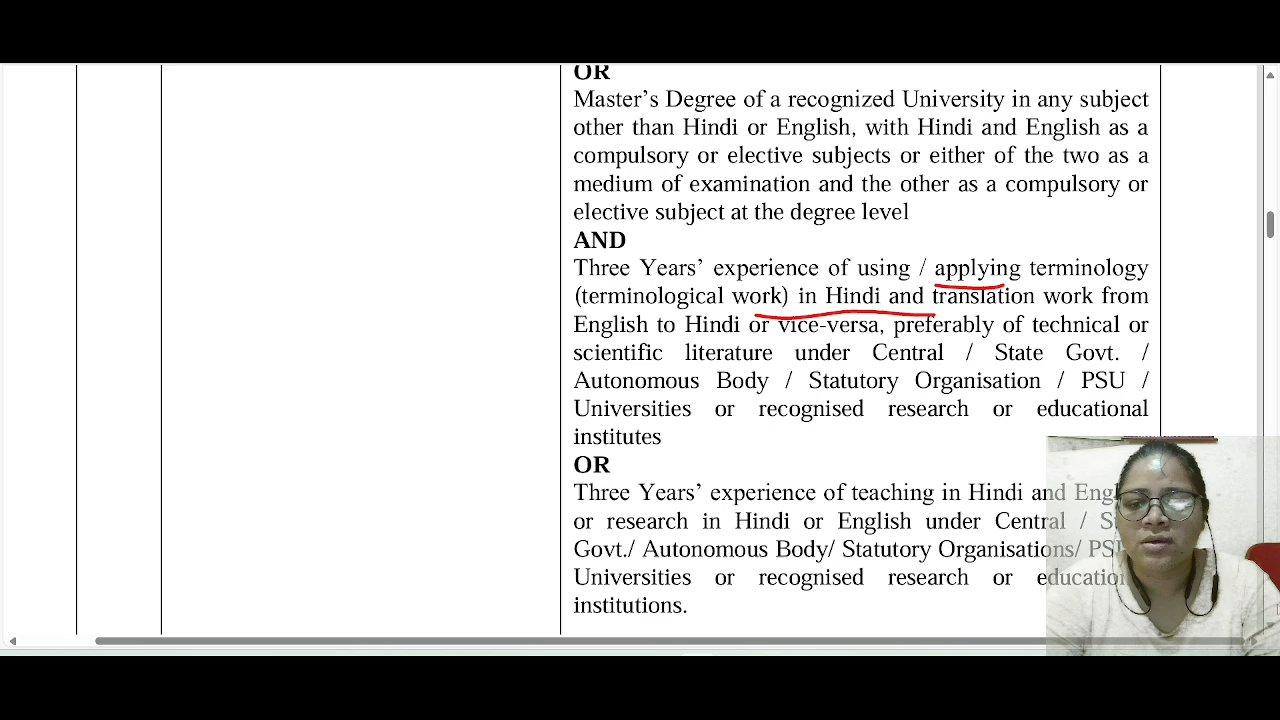 OR
Master’s Degree of a recognized University in any subject
other than Hindi or English, with Hindi and English as a
compulsory or elective subjects or either of the two as a
medium of examination and the other as a compulsory or
elective subject at the degree level
AND
Three Years’ experience of using / applying terminology
(terminological work) in Hindi and translation work from
English to Hindi or vice-versa, preferably of technical or
scientific literature under Central / State Govt. /
Autonomous Body / Statutory Organisation / PSU /
Universities or recognised research or educational
institutes
OR
Three Years’ experience of teaching in Hindi and
or research in Hindi or English under Central /
Govt./ Autonomous Body/ Statutory Organisations/
Universities or recognised research or
institutions.